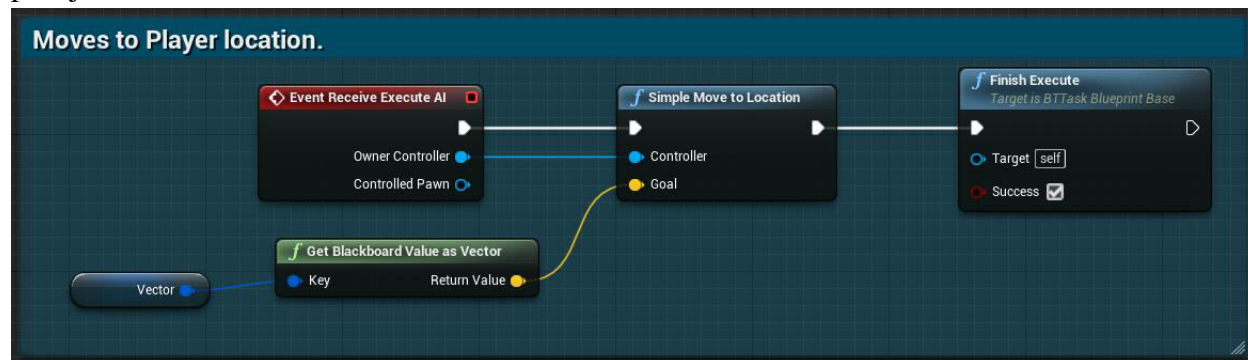 Moves to Player location.
Event Receive Execute AI
Owner Controller
Controlled Pawn
Simple Move to Location
Controller
Goal
Finish Execute
Target is BTTask Blueprint Base
Target self
Success
Get Blackboard Value as Vector
Key Return Value
Vector